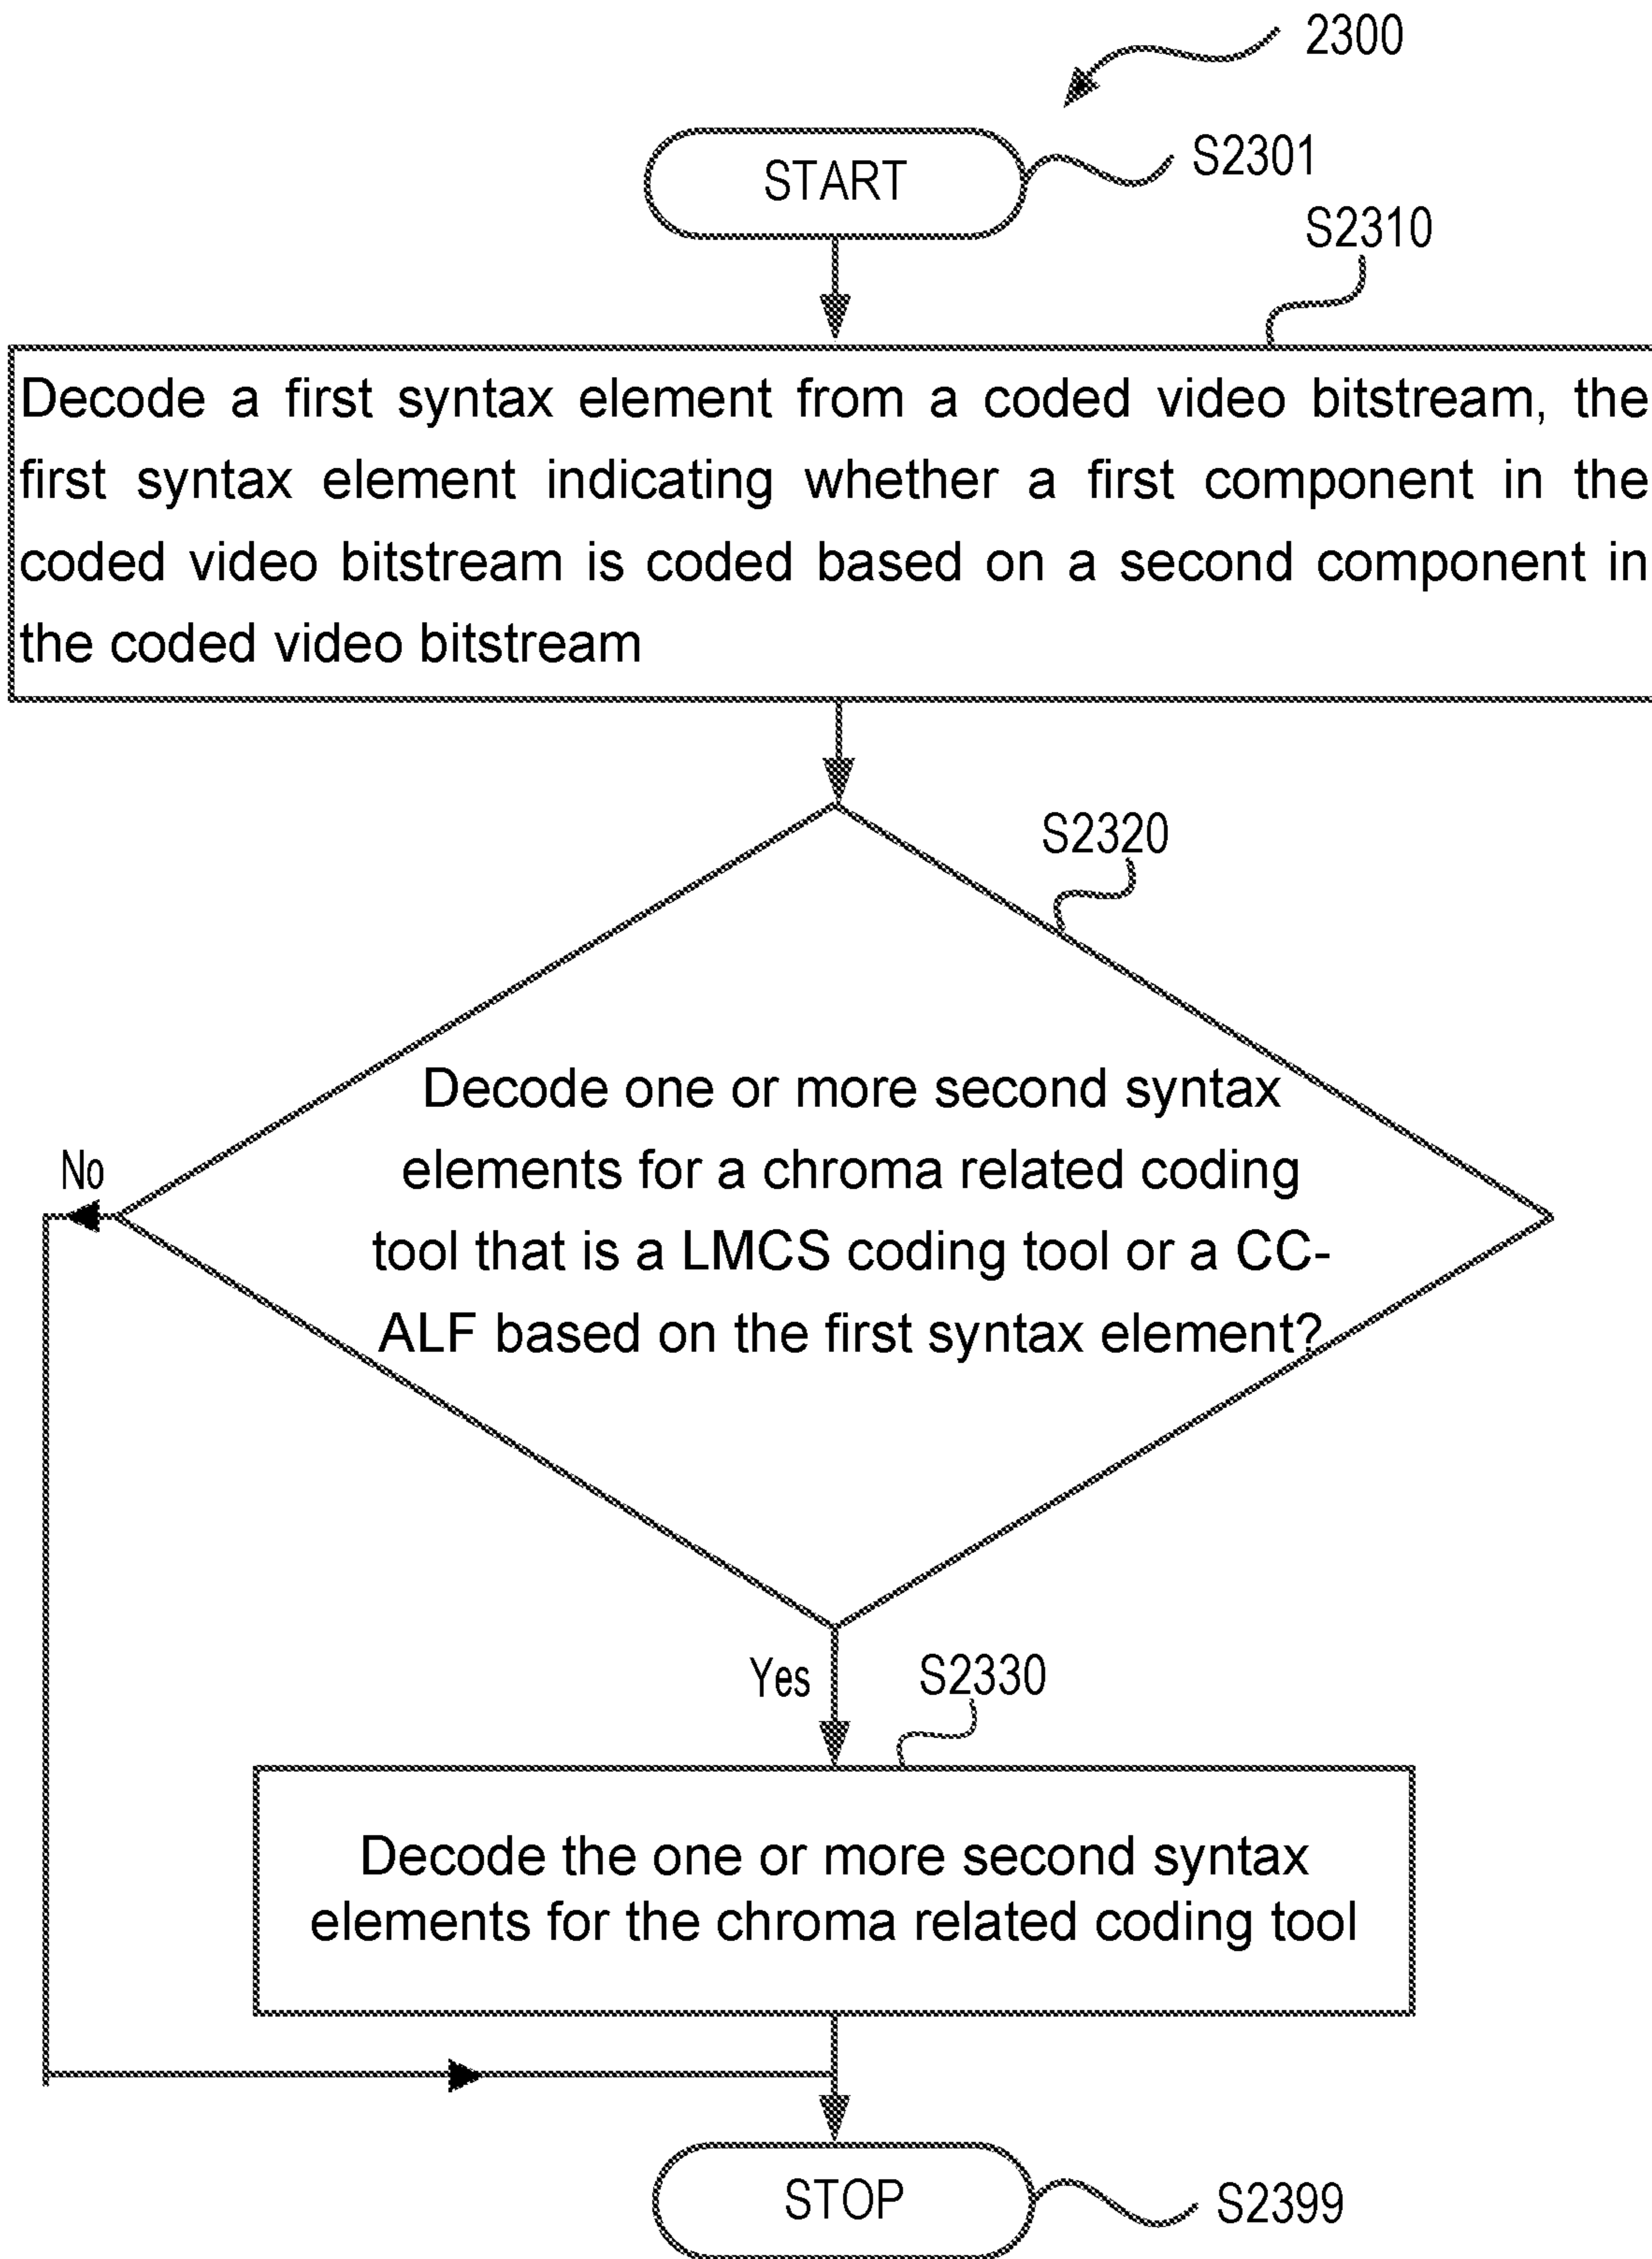 2300
START
S2301
S2310
Decode a first syntax element from a coded video bitstream, the
first syntax element indicating whether a first component in the
coded video bitstream is coded based on a second component in
the coded video bitstream
S2320
Decode one or more second syntax
elements for a chroma related coding
tool that is a LMCS coding tool or a CC-
ALF based on the first syntax element?
No
Yes
S2330
Decode the one or more second syntax
elements for the chroma related coding tool
STOP
S2399